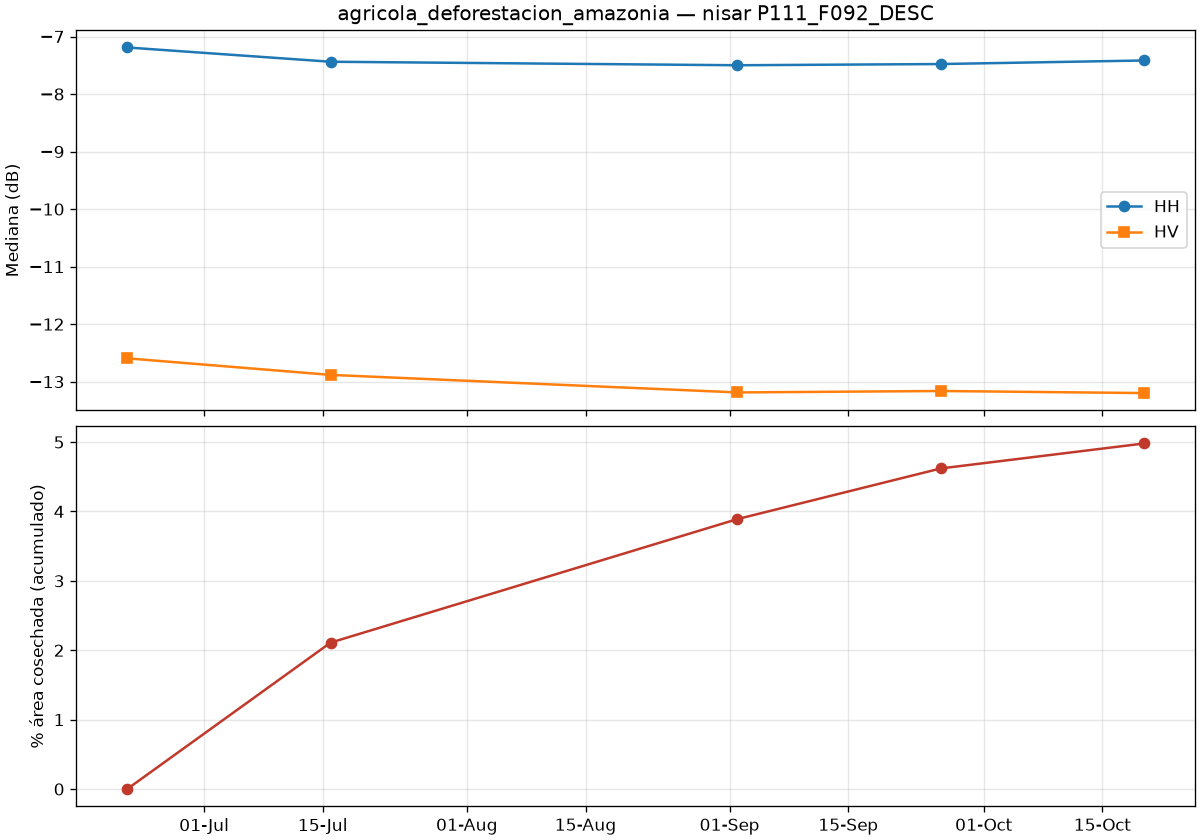 agricola_deforestacion_amazonia — nisar P111_F092_DESC
−7
−8
−9
−10
−11
−12
−13
Mediana (dB)
HH
HV
5
4
3
2
1
0
% área cosechada (acumulado)
01-Jul 15-Jul 01-Aug 15-Aug 01-Sep 15-Sep 01-Oct 15-Oct